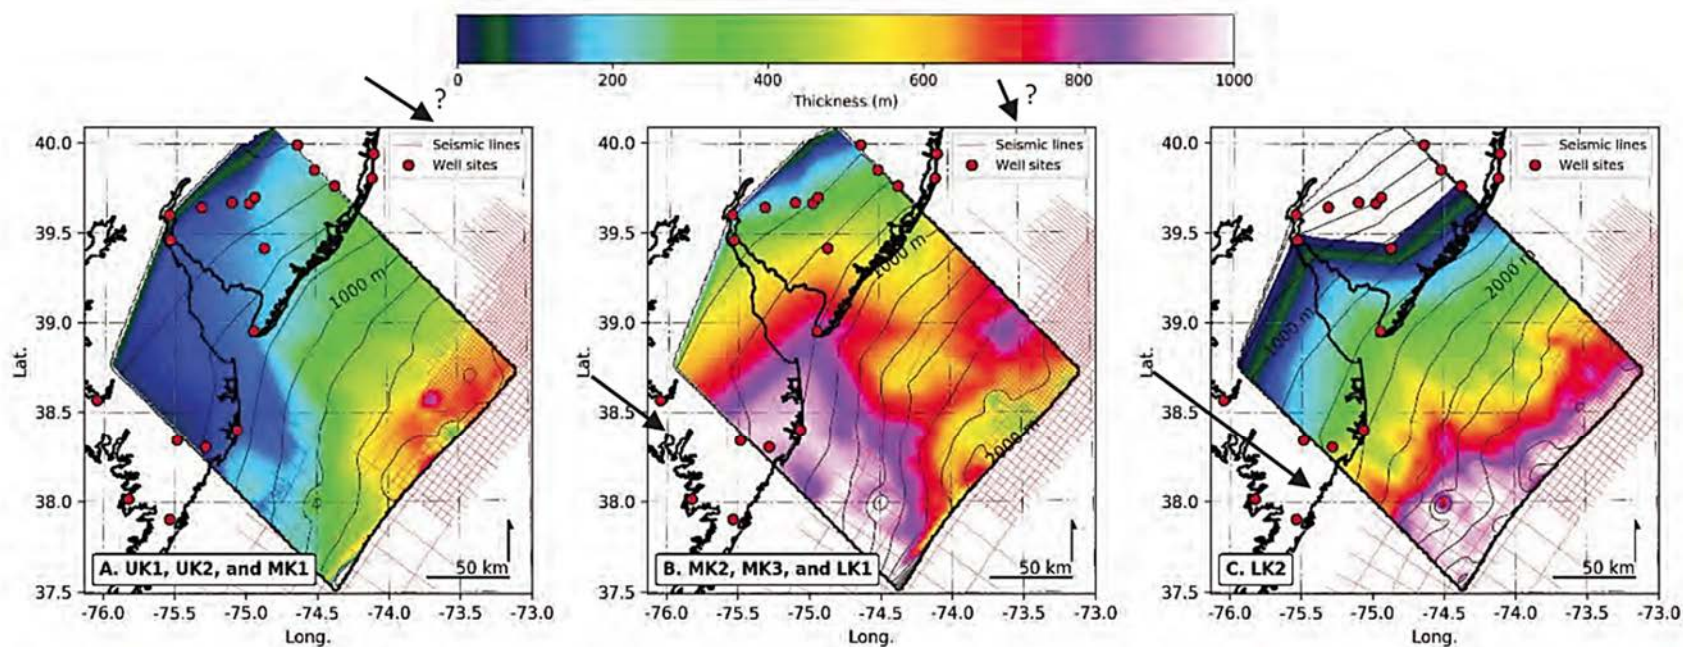 0 200 400 600 800 1000
Thickness (m)
?
?
40.0
39.5
39.0
38.5
38.0
37.5
Lat.
-76.0 -75.5 -75.0 -74.5 -74.0 -73.5 -73.0
Long.
Seismic lines
Well sites
1000 m
A. UK1, UK2, and MK1
50 km
40.0
39.5
39.0
38.5
38.0
37.5
Lat.
-76.0 -75.5 -75.0 -74.5 -74.0 -73.5 -73.0
Long.
Seismic lines
Well sites
1000 m
2000 m
B. MK2, MK3, and LK1
50 km
40.0
39.5
39.0
38.5
38.0
37.5
Lat.
-76.0 -75.5 -75.0 -74.5 -74.0 -73.5 -73.0
Long.
Seismic lines
Well sites
2000 m
1000 m
C. LK2
50 km